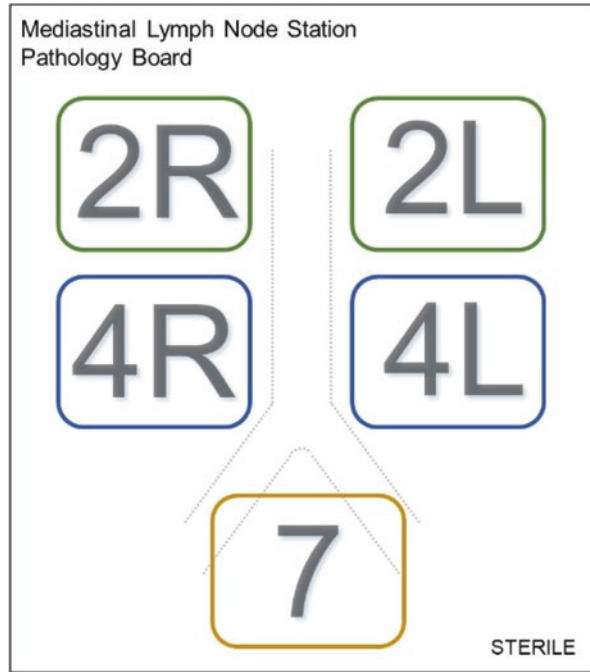 Mediastinal Lymph Node Station
Pathology Board
2R 2L
4R 4L
7
STERILE